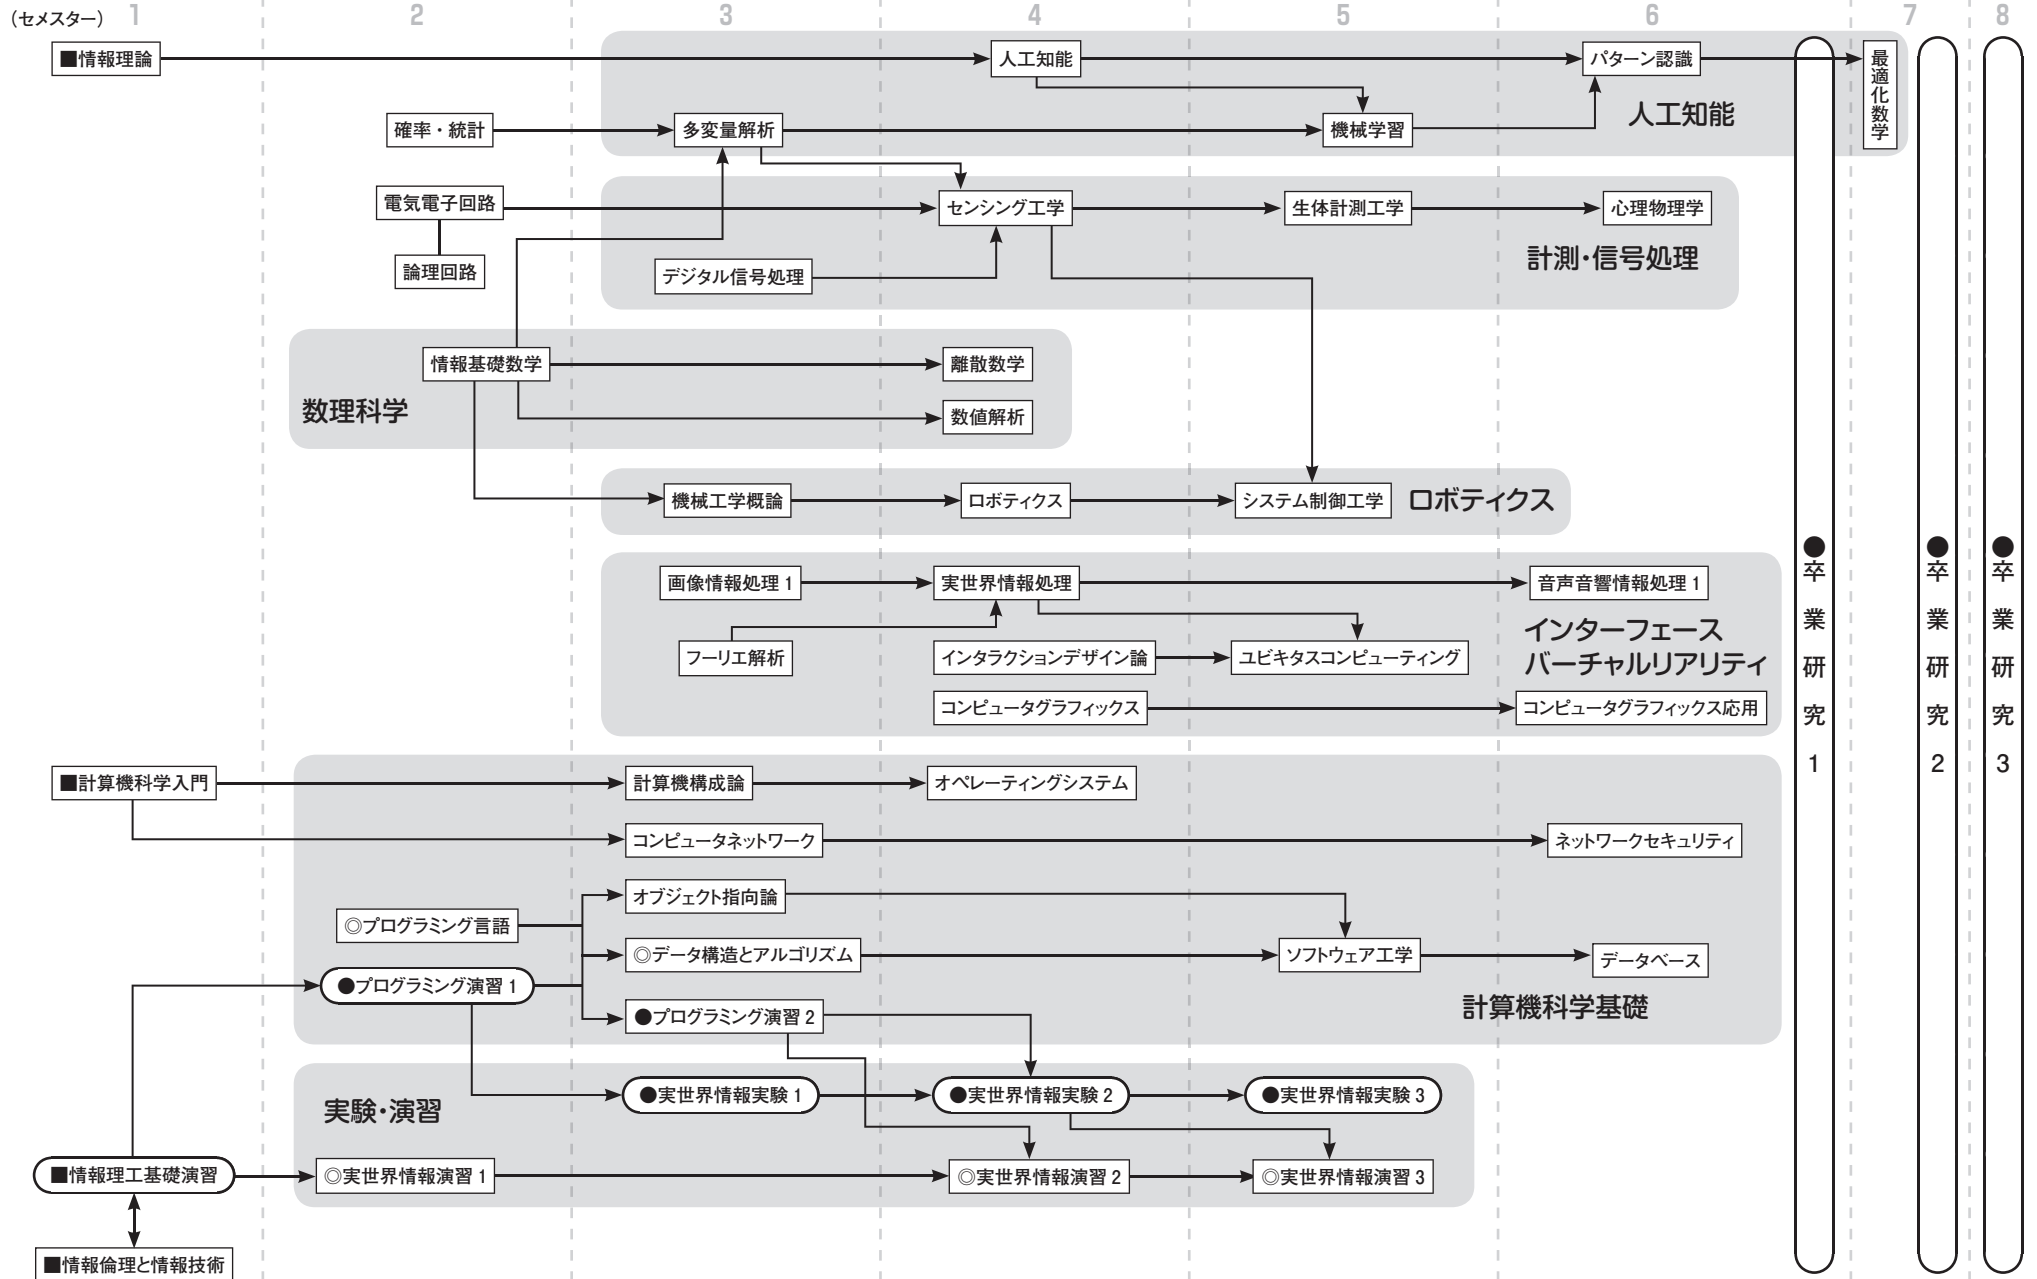 （セメスター） 1 2 3 4 5 6 7 8
■情報理論
人工知能
パターン認識
最適化数学
確率・統計
多変量解析
機械学習
人工知能
電気電子回路
センシング工学
生体計測工学
心理物理学
論理回路
デジタル信号処理
計測・信号処理
情報基礎数学
離散数学
数理科学
数値解析
機械工学概論
ロボティクス
システム制御工学
ロボティクス
画像情報処理 1
実世界情報処理
音声音響情報処理 1
フーリエ解析
インタラクションデザイン論
ユビキタスコンピューティング
インターフェース
バーチャルリアリティ
コンピュータグラフィックス
コンピュータグラフィックス応用
●卒業研究 1
●卒業研究 2
●卒業研究 3
■計算機科学入門
計算機構成論
オペレーティングシステム
コンピュータネットワーク
ネットワークセキュリティ
オブジェクト指向論
◎プログラミング言語
◎データ構造とアルゴリズム
ソフトウェア工学
データベース
●プログラミング演習 1
●プログラミング演習 2
計算機科学基礎
実験・演習
●実世界情報実験 1
●実世界情報実験 2
●実世界情報実験 3
■情報理工基礎演習
◎実世界情報演習 1
◎実世界情報演習 2
◎実世界情報演習 3
■情報倫理と情報技術